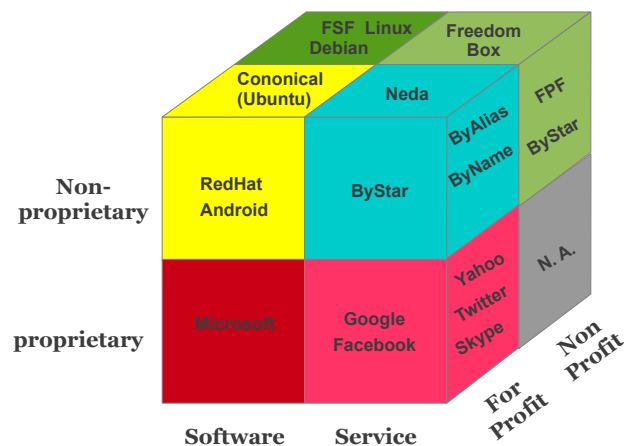 FSF Linux
Debian
Freedom
Box
Cononical
(Ubuntu)
Neda
FPF
ByStar
ByAlias
ByName
Non-
proprietary
RedHat
Android
ByStar
Yahoo
Twitter
Skype
N. A.
proprietary
Microsoft
Google
Facebook
For
Profit
Non
Profit
Software
Service